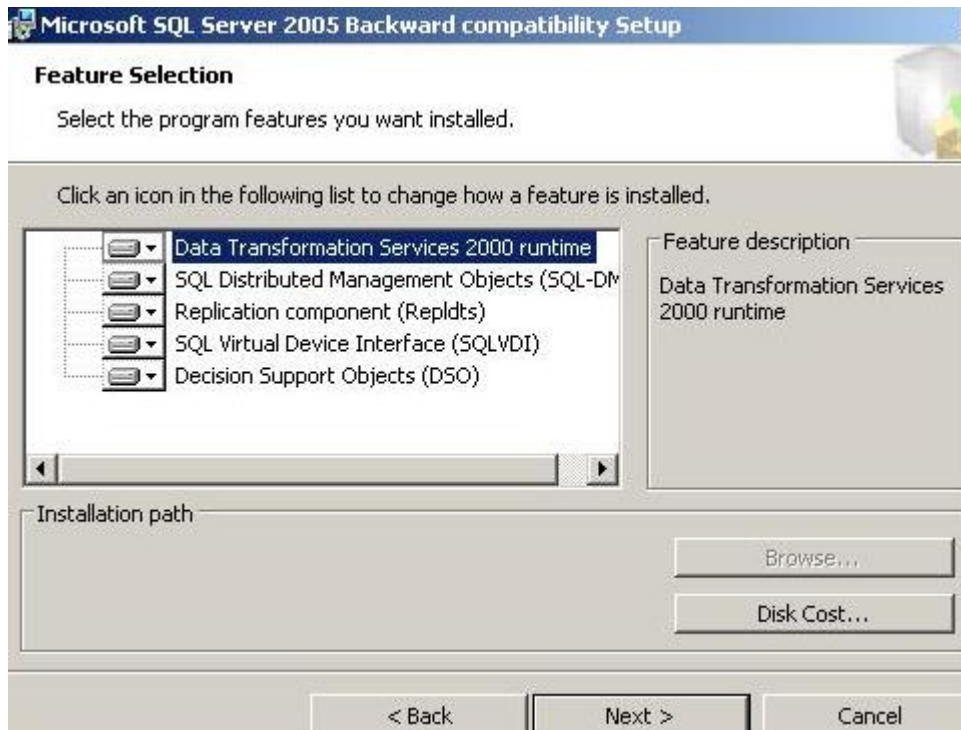 Microsoft SQL Server 2005 Backward compatibility Setup
Feature Selection
Select the program features you want installed.
Click an icon in the following list to change how a feature is installed.
Data Transformation Services 2000 runtime
SQL Distributed Management Objects (SQL-DM
Replication component (Repldts)
SQL Virtual Device Interface (SQLVDI)
Decision Support Objects (DSO)
Feature description
Data Transformation Services
2000 runtime
Installation path
Browse...
Disk Cost...
< Back
Next >
Cancel